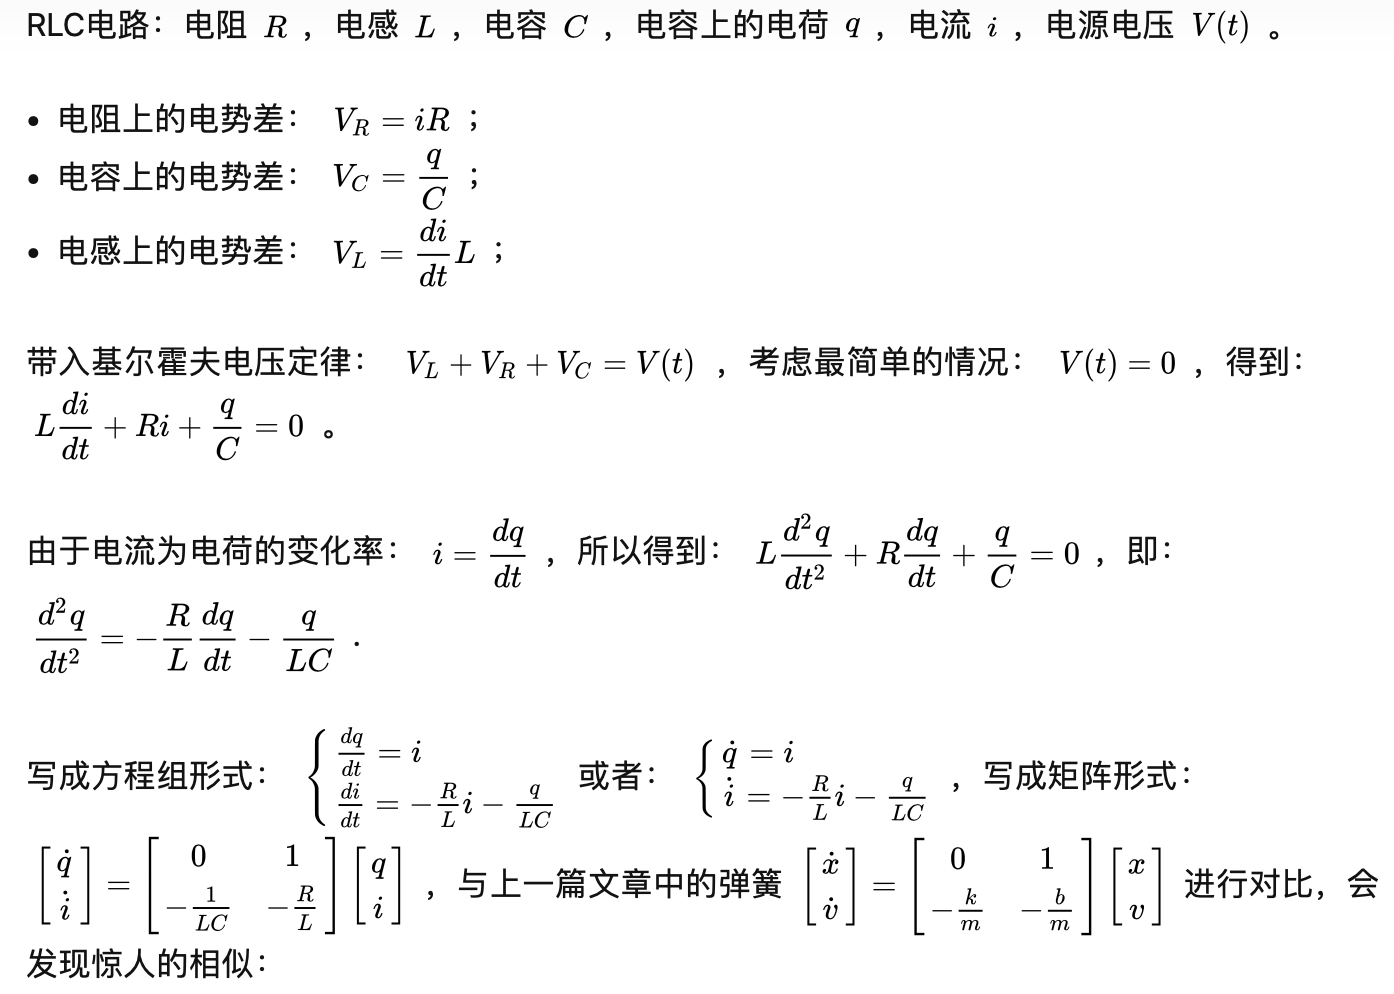 RLC电路：电阻 $R$ ，电感 $L$ ，电容 $C$ ，电容上的电荷 $q$ ，电流 $i$ ，电源电压 $V(t)$ 。
• 电阻上的电势差： $V_R = iR$ ；
• 电容上的电势差： $V_C = \frac{q}{C}$ ；
• 电感上的电势差： $V_L = \frac{di}{dt}L$ ；
带入基尔霍夫电压定律： $V_L + V_R + V_C = V(t)$ ，考虑最简单的情况： $V(t) = 0$ ，得到：
$L\frac{di}{dt} + Ri + \frac{q}{C} = 0$ 。
由于电流为电荷的变化率： $i = \frac{dq}{dt}$ ，所以得到： $L\frac{d^2q}{dt^2} + R\frac{dq}{dt} + \frac{q}{C} = 0$ ，即：
$\frac{d^2q}{dt^2} = -\frac{R}{L}\frac{dq}{dt} - \frac{q}{LC}$ .
写成方程组形式： $\begin{cases} \frac{dq}{dt} = i \\ \frac{di}{dt} = -\frac{R}{L}i - \frac{q}{LC} \end{cases}$ 或者： $\begin{cases} \dot{q} = i \\ \dot{i} = -\frac{R}{L}i - \frac{q}{LC} \end{cases}$ ，写成矩阵形式：
$\begin{bmatrix} \dot{q} \\ \dot{i} \end{bmatrix} = \begin{bmatrix} 0 & 1 \\ -\frac{1}{LC} & -\frac{R}{L} \end{bmatrix} \begin{bmatrix} q \\ i \end{bmatrix}$ ，与上一篇文章中的弹簧 $\begin{bmatrix} \dot{x} \\ \dot{v} \end{bmatrix} = \begin{bmatrix} 0 & 1 \\ -\frac{k}{m} & -\frac{b}{m} \end{bmatrix} \begin{bmatrix} x \\ v \end{bmatrix}$ 进行对比，会
发现惊人的相似：